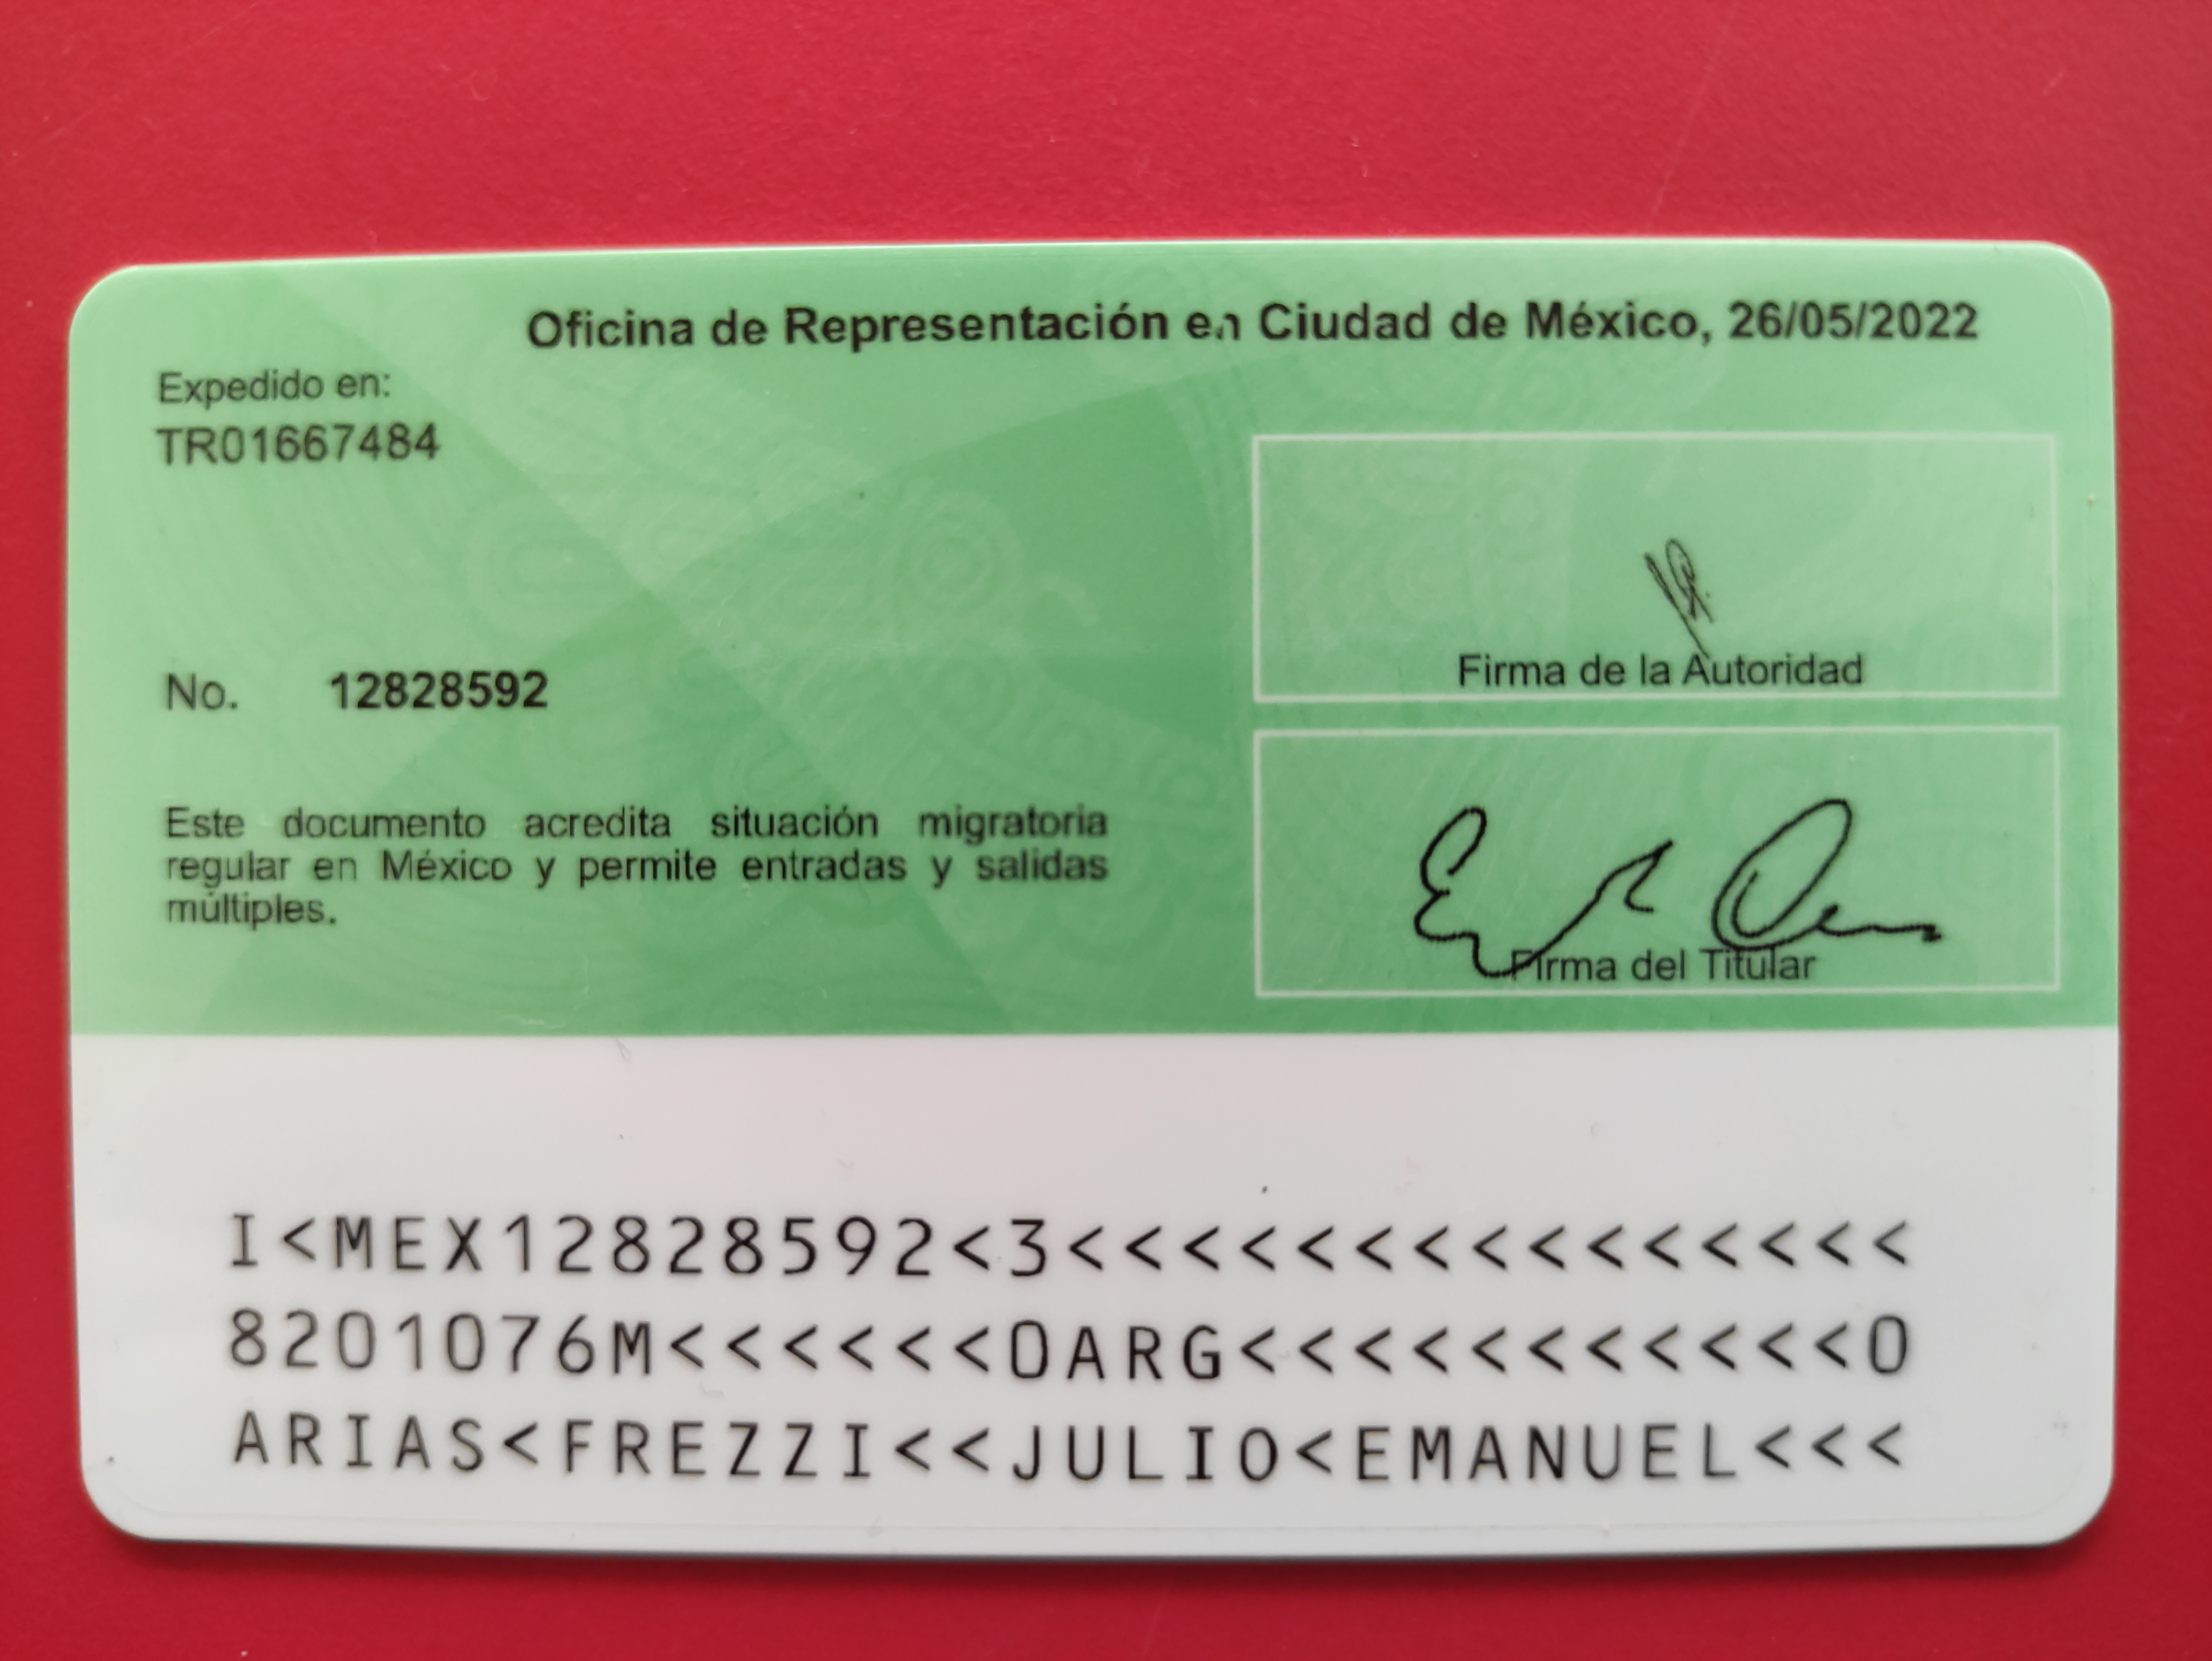 Oficina de Representación en Ciudad de México, 26/05/2022
Expedido en:
TR01667484
No. 12828592
Este documento acredita situación migratoria
regular en México y permite entradas y salidas
múltiples.
Firma de la Autoridad
Firma del Titular
I<MEX12828592<3<<<<<<<<<<<<<<<
8201076M<<<<<<0ARG<<<<<<<<<<<0
ARIAS<FREZZI<<JULIO<EMANUEL<<<